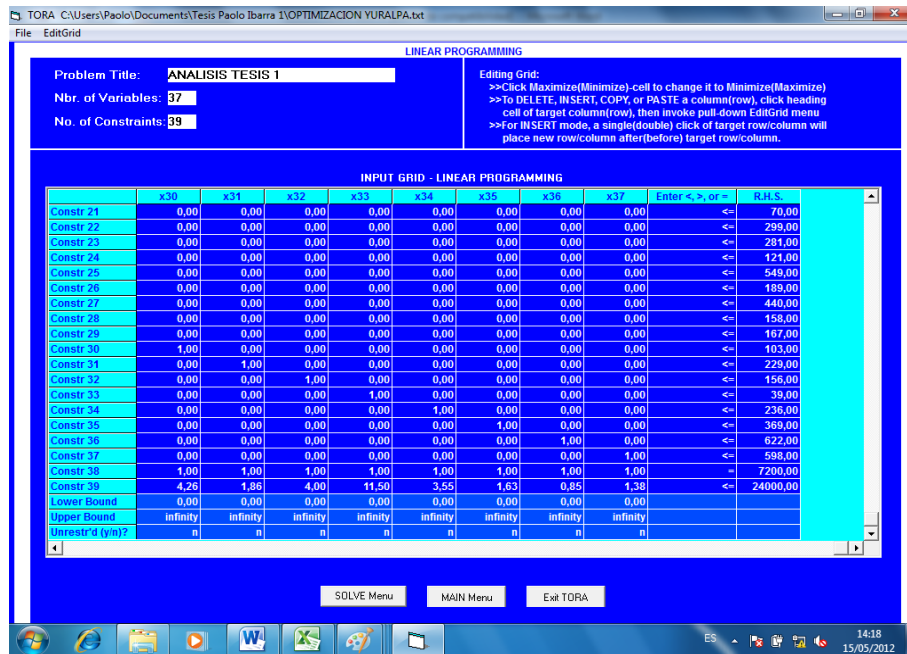 TORA C:\Users\Paolo\Documents\Tesis Paolo Ibarra 1\OPTIMIZACION YURALPA.txt
File EditGrid
LINEAR PROGRAMMING
Problem Title: ANALISIS TESIS 1
Nbr. of Variables: 37
No. of Constraints: 39
Editing Grid:
>>Click Maximize(Minimize)-cell to change it to Minimize(Maximize)
>>To DELETE, INSERT, COPY, or PASTE a column(row), click heading
cell of target column(row), then invoke pull-down EditGrid menu
>>For INSERT mode, a single(double) click of target row/column will
place new row/column after(before) target row/column.
INPUT GRID - LINEAR PROGRAMMING
x30 x31 x32 x33 x34 x35 x36 x37 Enter <, >, or = R.H.S.
Constr 21 0,00 0,00 0,00 0,00 0,00 0,00 0,00 0,00 <= 70,00
Constr 22 0,00 0,00 0,00 0,00 0,00 0,00 0,00 0,00 <= 299,00
Constr 23 0,00 0,00 0,00 0,00 0,00 0,00 0,00 0,00 <= 281,00
Constr 24 0,00 0,00 0,00 0,00 0,00 0,00 0,00 0,00 <= 121,00
Constr 25 0,00 0,00 0,00 0,00 0,00 0,00 0,00 0,00 <= 549,00
Constr 26 0,00 0,00 0,00 0,00 0,00 0,00 0,00 0,00 <= 189,00
Constr 27 0,00 0,00 0,00 0,00 0,00 0,00 0,00 0,00 <= 440,00
Constr 28 0,00 0,00 0,00 0,00 0,00 0,00 0,00 0,00 <= 158,00
Constr 29 0,00 0,00 0,00 0,00 0,00 0,00 0,00 0,00 <= 167,00
Constr 30 1,00 0,00 0,00 0,00 0,00 0,00 0,00 0,00 <= 103,00
Constr 31 0,00 1,00 0,00 0,00 0,00 0,00 0,00 0,00 <= 229,00
Constr 32 0,00 0,00 1,00 0,00 0,00 0,00 0,00 0,00 <= 156,00
Constr 33 0,00 0,00 0,00 1,00 0,00 0,00 0,00 0,00 <= 39,00
Constr 34 0,00 0,00 0,00 0,00 1,00 0,00 0,00 0,00 <= 236,00
Constr 35 0,00 0,00 0,00 0,00 0,00 1,00 0,00 0,00 <= 369,00
Constr 36 0,00 0,00 0,00 0,00 0,00 0,00 1,00 0,00 <= 622,00
Constr 37 0,00 0,00 0,00 0,00 0,00 0,00 0,00 1,00 <= 598,00
Constr 38 1,00 1,00 1,00 1,00 1,00 1,00 1,00 1,00 = 7200,00
Constr 39 4,26 1,86 4,00 11,50 3,55 1,63 0,85 1,38 <= 24000,00
Lower Bound 0,00 0,00 0,00 0,00 0,00 0,00 0,00 0,00
Upper Bound infinity infinity infinity infinity infinity infinity infinity infinity
Unrestr'd (y/n)? n n n n n n n n
SOLVE Menu MAIN Menu Exit TORA
ES 14:18
15/05/2012